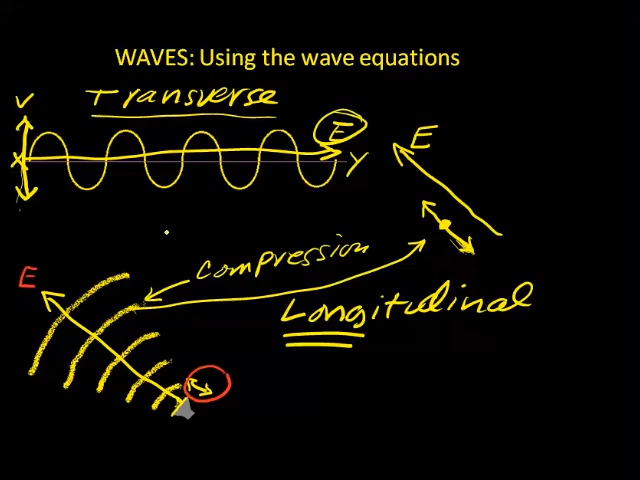 WAVES: Using the wave equations
Transverse
V
E
X
Y
E
compression
E
Longitudinal